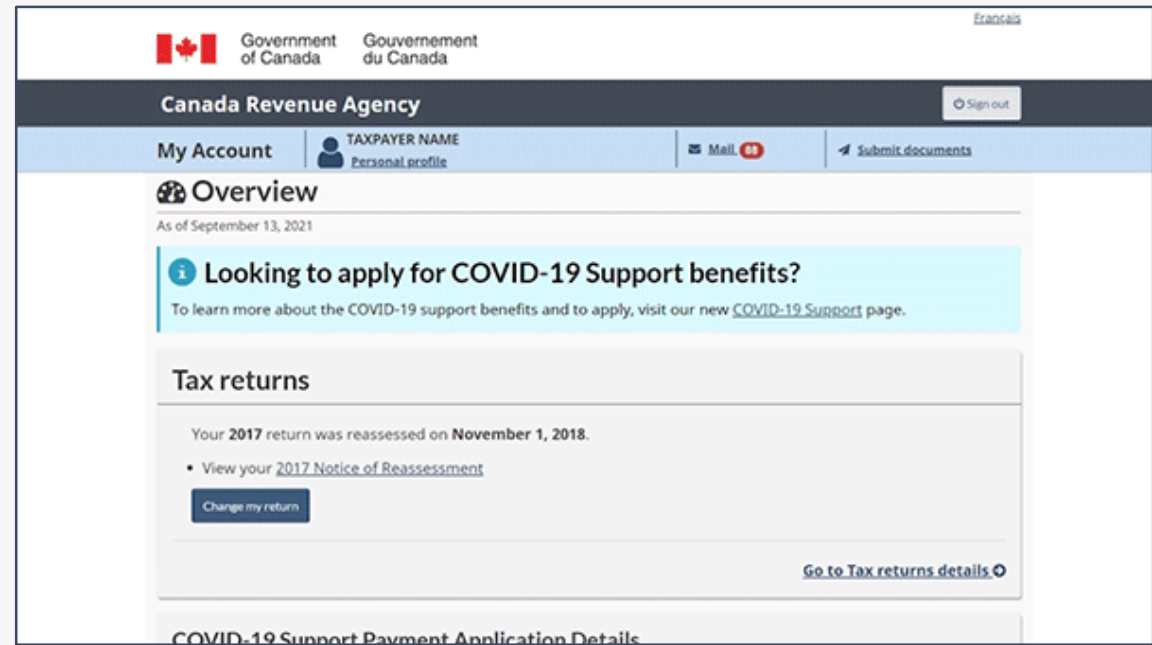 Français
Government Gouvernement
of Canada du Canada
Canada Revenue Agency
Sign out
My Account
TAXPAYER NAME
Personal profile
Mail
Submit documents
Overview
As of September 13, 2021
Looking to apply for COVID-19 Support benefits?
To learn more about the COVID-19 support benefits and to apply, visit our new COVID-19 Support page.
Tax returns
Your 2017 return was reassessed on November 1, 2018.
• View your 2017 Notice of Reassessment
Change my return
Go to Tax returns details
COVID-19 Support Payment Application Details